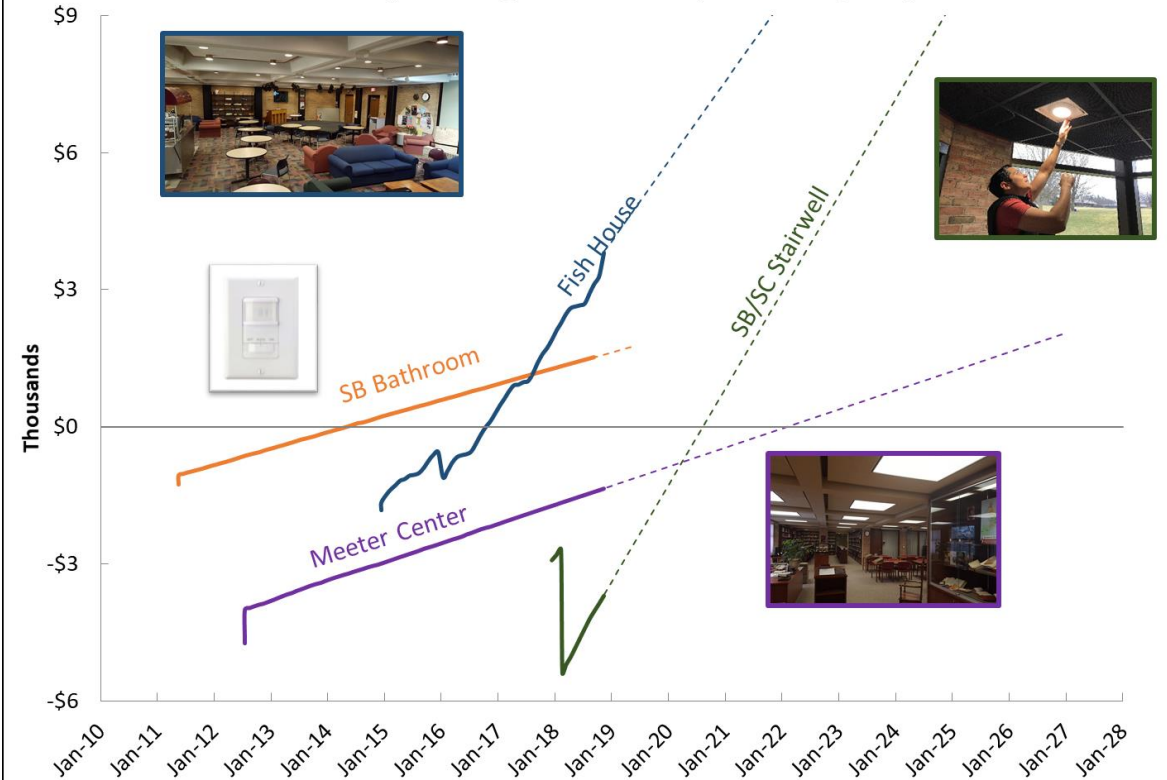 $9
$6
$3
$0
-$3
-$6
Thousands
Fish House
SB/SC Stairwell
SB Bathroom
Meeter Center
Jan-10
Jan-11
Jan-12
Jan-13
Jan-14
Jan-15
Jan-16
Jan-17
Jan-18
Jan-19
Jan-20
Jan-21
Jan-22
Jan-23
Jan-24
Jan-25
Jan-26
Jan-27
Jan-28